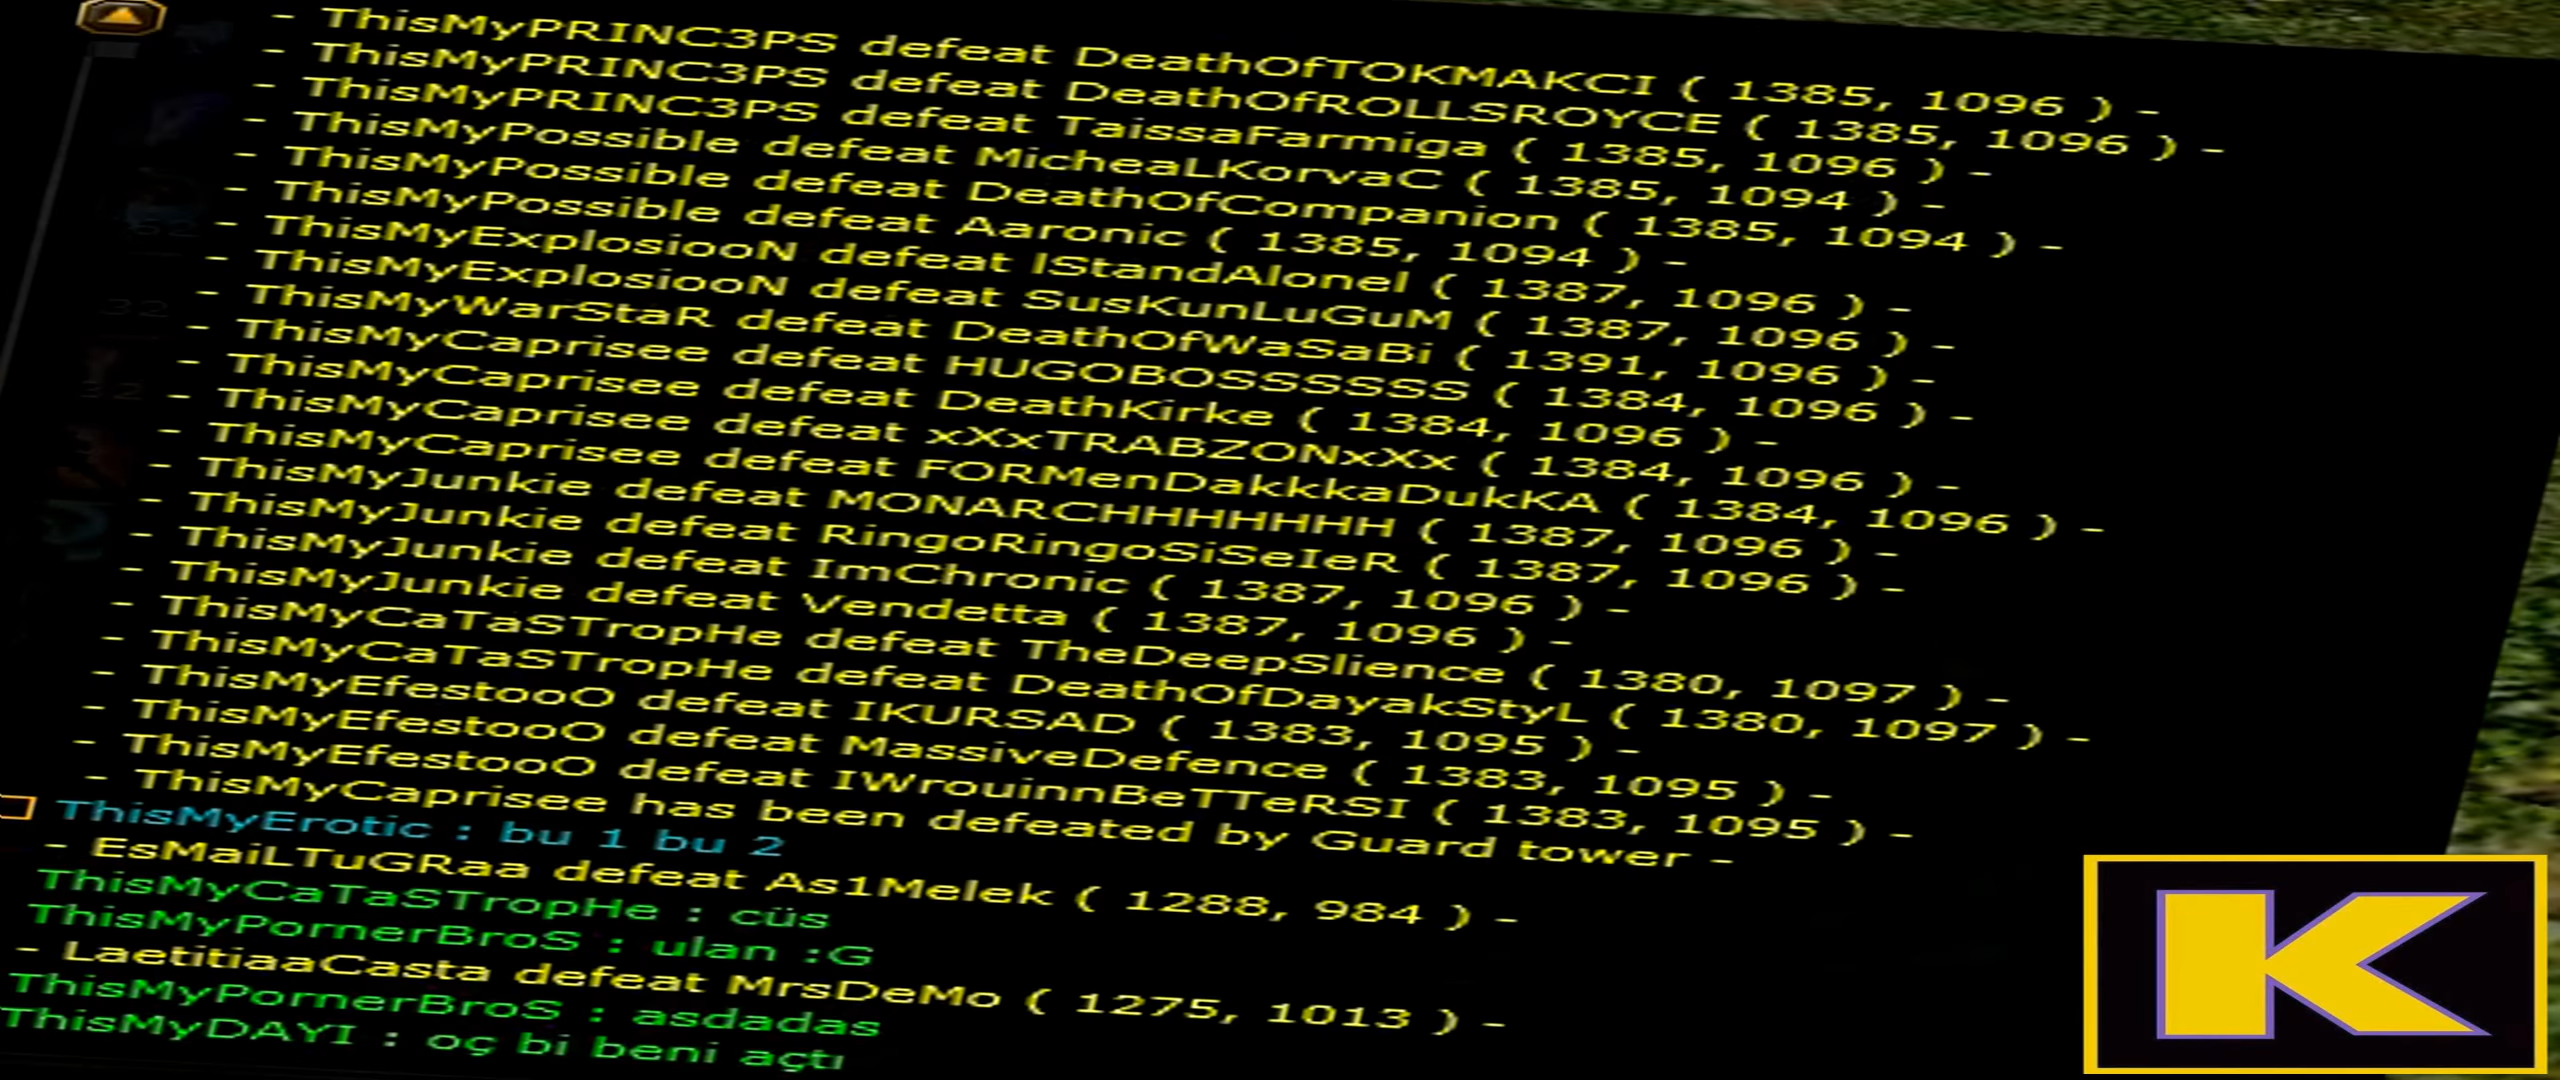 - ThisMyPRINC3PS defeat DeathOfTOKMAKCI ( 1385, 1096 ) -
- ThisMyPRINC3PS defeat DeathOfROLLSROYCE ( 1385, 1096 ) -
- ThisMyPRINC3PS defeat TaissaFarmiga ( 1385, 1096 ) -
- ThisMyPossible defeat MicheaLKorvaC ( 1385, 1094 ) -
- ThisMyPossible defeat DeathOfCompanion ( 1385, 1094 ) -
- ThisMyPossible defeat Aaronic ( 1385, 1094 ) -
- ThisMyExplosiooN defeat lStandAlonel ( 1387, 1096 ) -
- ThisMyExplosiooN defeat SusKunLuGuM ( 1387, 1096 ) -
- ThisMyWarStaR defeat DeathOfWaSaBi ( 1391, 1096 ) -
- ThisMyCaprisee defeat HUGOBOSSSSSS ( 1384, 1096 ) -
- ThisMyCaprisee defeat DeathKirke ( 1384, 1096 ) -
- ThisMyCaprisee defeat xXxTRABZONxXx ( 1384, 1096 ) -
- ThisMyCaprisee defeat FORMenDakkkaDukKA ( 1384, 1096 ) -
- ThisMyJunkie defeat MONARCHHHHHHH ( 1387, 1096 ) -
- ThisMyJunkie defeat RingoRingoSiSeIeR ( 1387, 1096 ) -
- ThisMyJunkie defeat ImChronic ( 1387, 1096 ) -
- ThisMyJunkie defeat Vendetta ( 1387, 1096 ) -
- ThisMyCaTaSTropHe defeat TheDeepSlience ( 1380, 1097 ) -
- ThisMyCaTaSTropHe defeat DeathOfDayakStyL ( 1380, 1097 ) -
- ThisMyEfestooO defeat IKURSAD ( 1383, 1095 ) -
- ThisMyEfestooO defeat MassiveDefence ( 1383, 1095 ) -
- ThisMyEfestooO defeat IWrouinnBeTTeRSI ( 1383, 1095 ) -
- ThisMyCaprisee has been defeated by Guard tower -
ThisMyErotic : bu 1 bu 2
- EsMaiLTuGRaa defeat As1Melek ( 1288, 984 ) -
ThisMyCaTaSTropHe : cüs
ThisMyPornerBroS : ulan :G
- LaetitiaaCasta defeat MrsDeMo ( 1275, 1013 ) -
ThisMyPornerBroS : asdadas
ThisMyDAYI : oç bi beni açtı
K